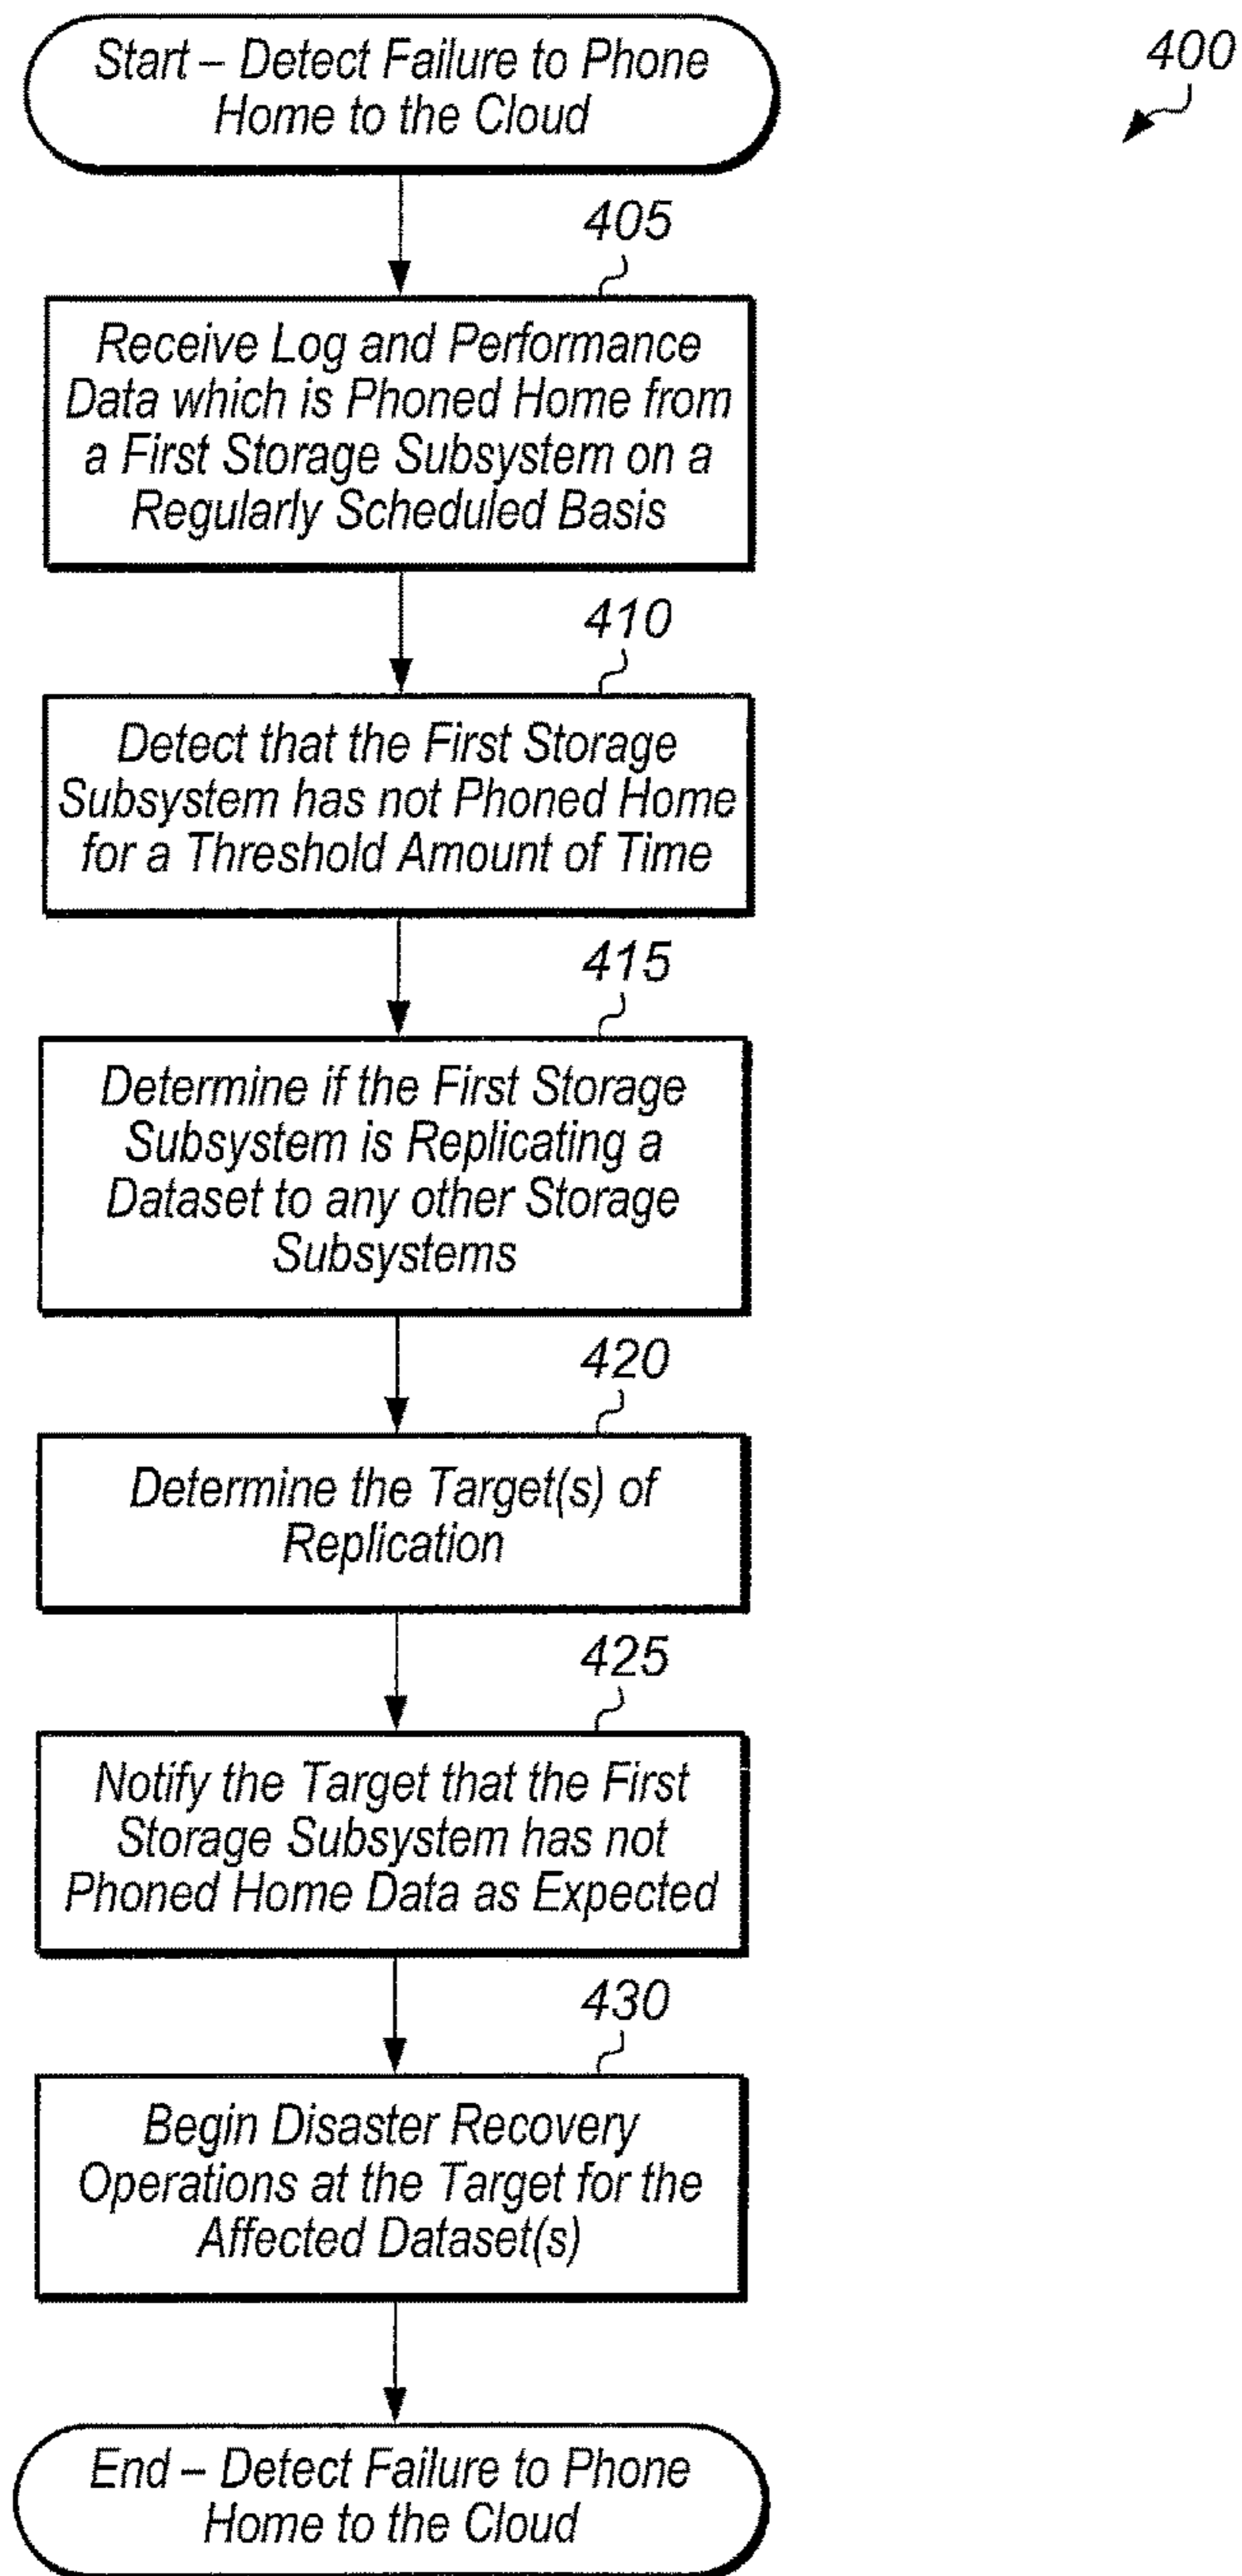 Start – Detect Failure to Phone
Home to the Cloud
400
405
Receive Log and Performance
Data which is Phoned Home from
a First Storage Subsystem on a
Regularly Scheduled Basis
410
Detect that the First Storage
Subsystem has not Phoned Home
for a Threshold Amount of Time
415
Determine if the First Storage
Subsystem is Replicating a
Dataset to any other Storage
Subsystems
420
Determine the Target(s) of
Replication
425
Notify the Target that the First
Storage Subsystem has not
Phoned Home Data as Expected
430
Begin Disaster Recovery
Operations at the Target for the
Affected Dataset(s)
End – Detect Failure to Phone
Home to the Cloud